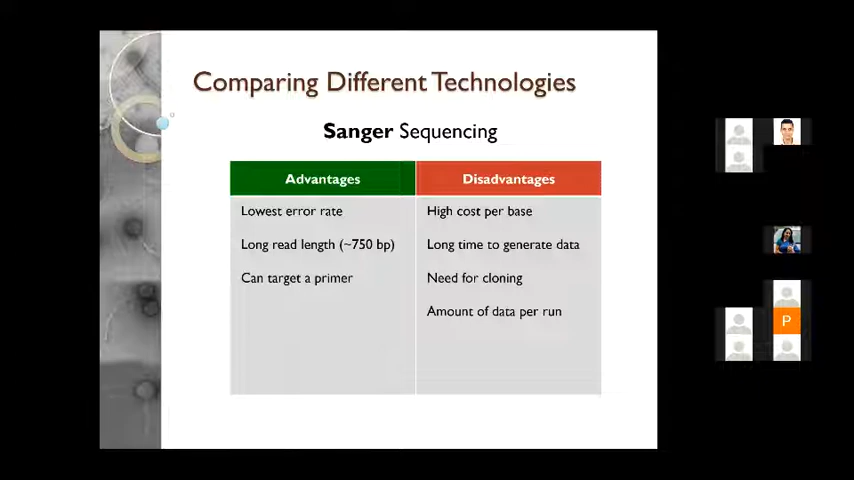 Comparing Different Technologies
Sanger Sequencing
Advantages
Disadvantages
Lowest error rate
High cost per base
Long read length (~750 bp)
Long time to generate data
Can target a primer
Need for cloning
Amount of data per run
P